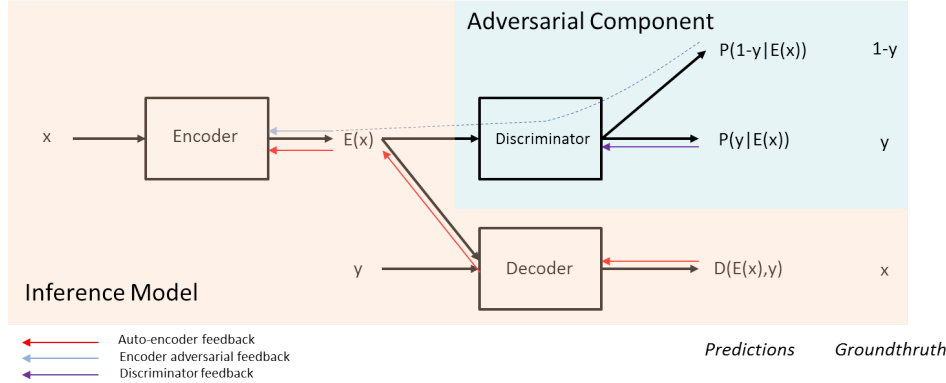 Adversarial Component
P(1-y|E(x)) 1-y
x Encoder E(x) Discriminator P(y|E(x)) y
y Decoder D(E(x),y) x
Inference Model
Auto-encoder feedback
Encoder adversarial feedback
Discriminator feedback
Predictions Groundthruth